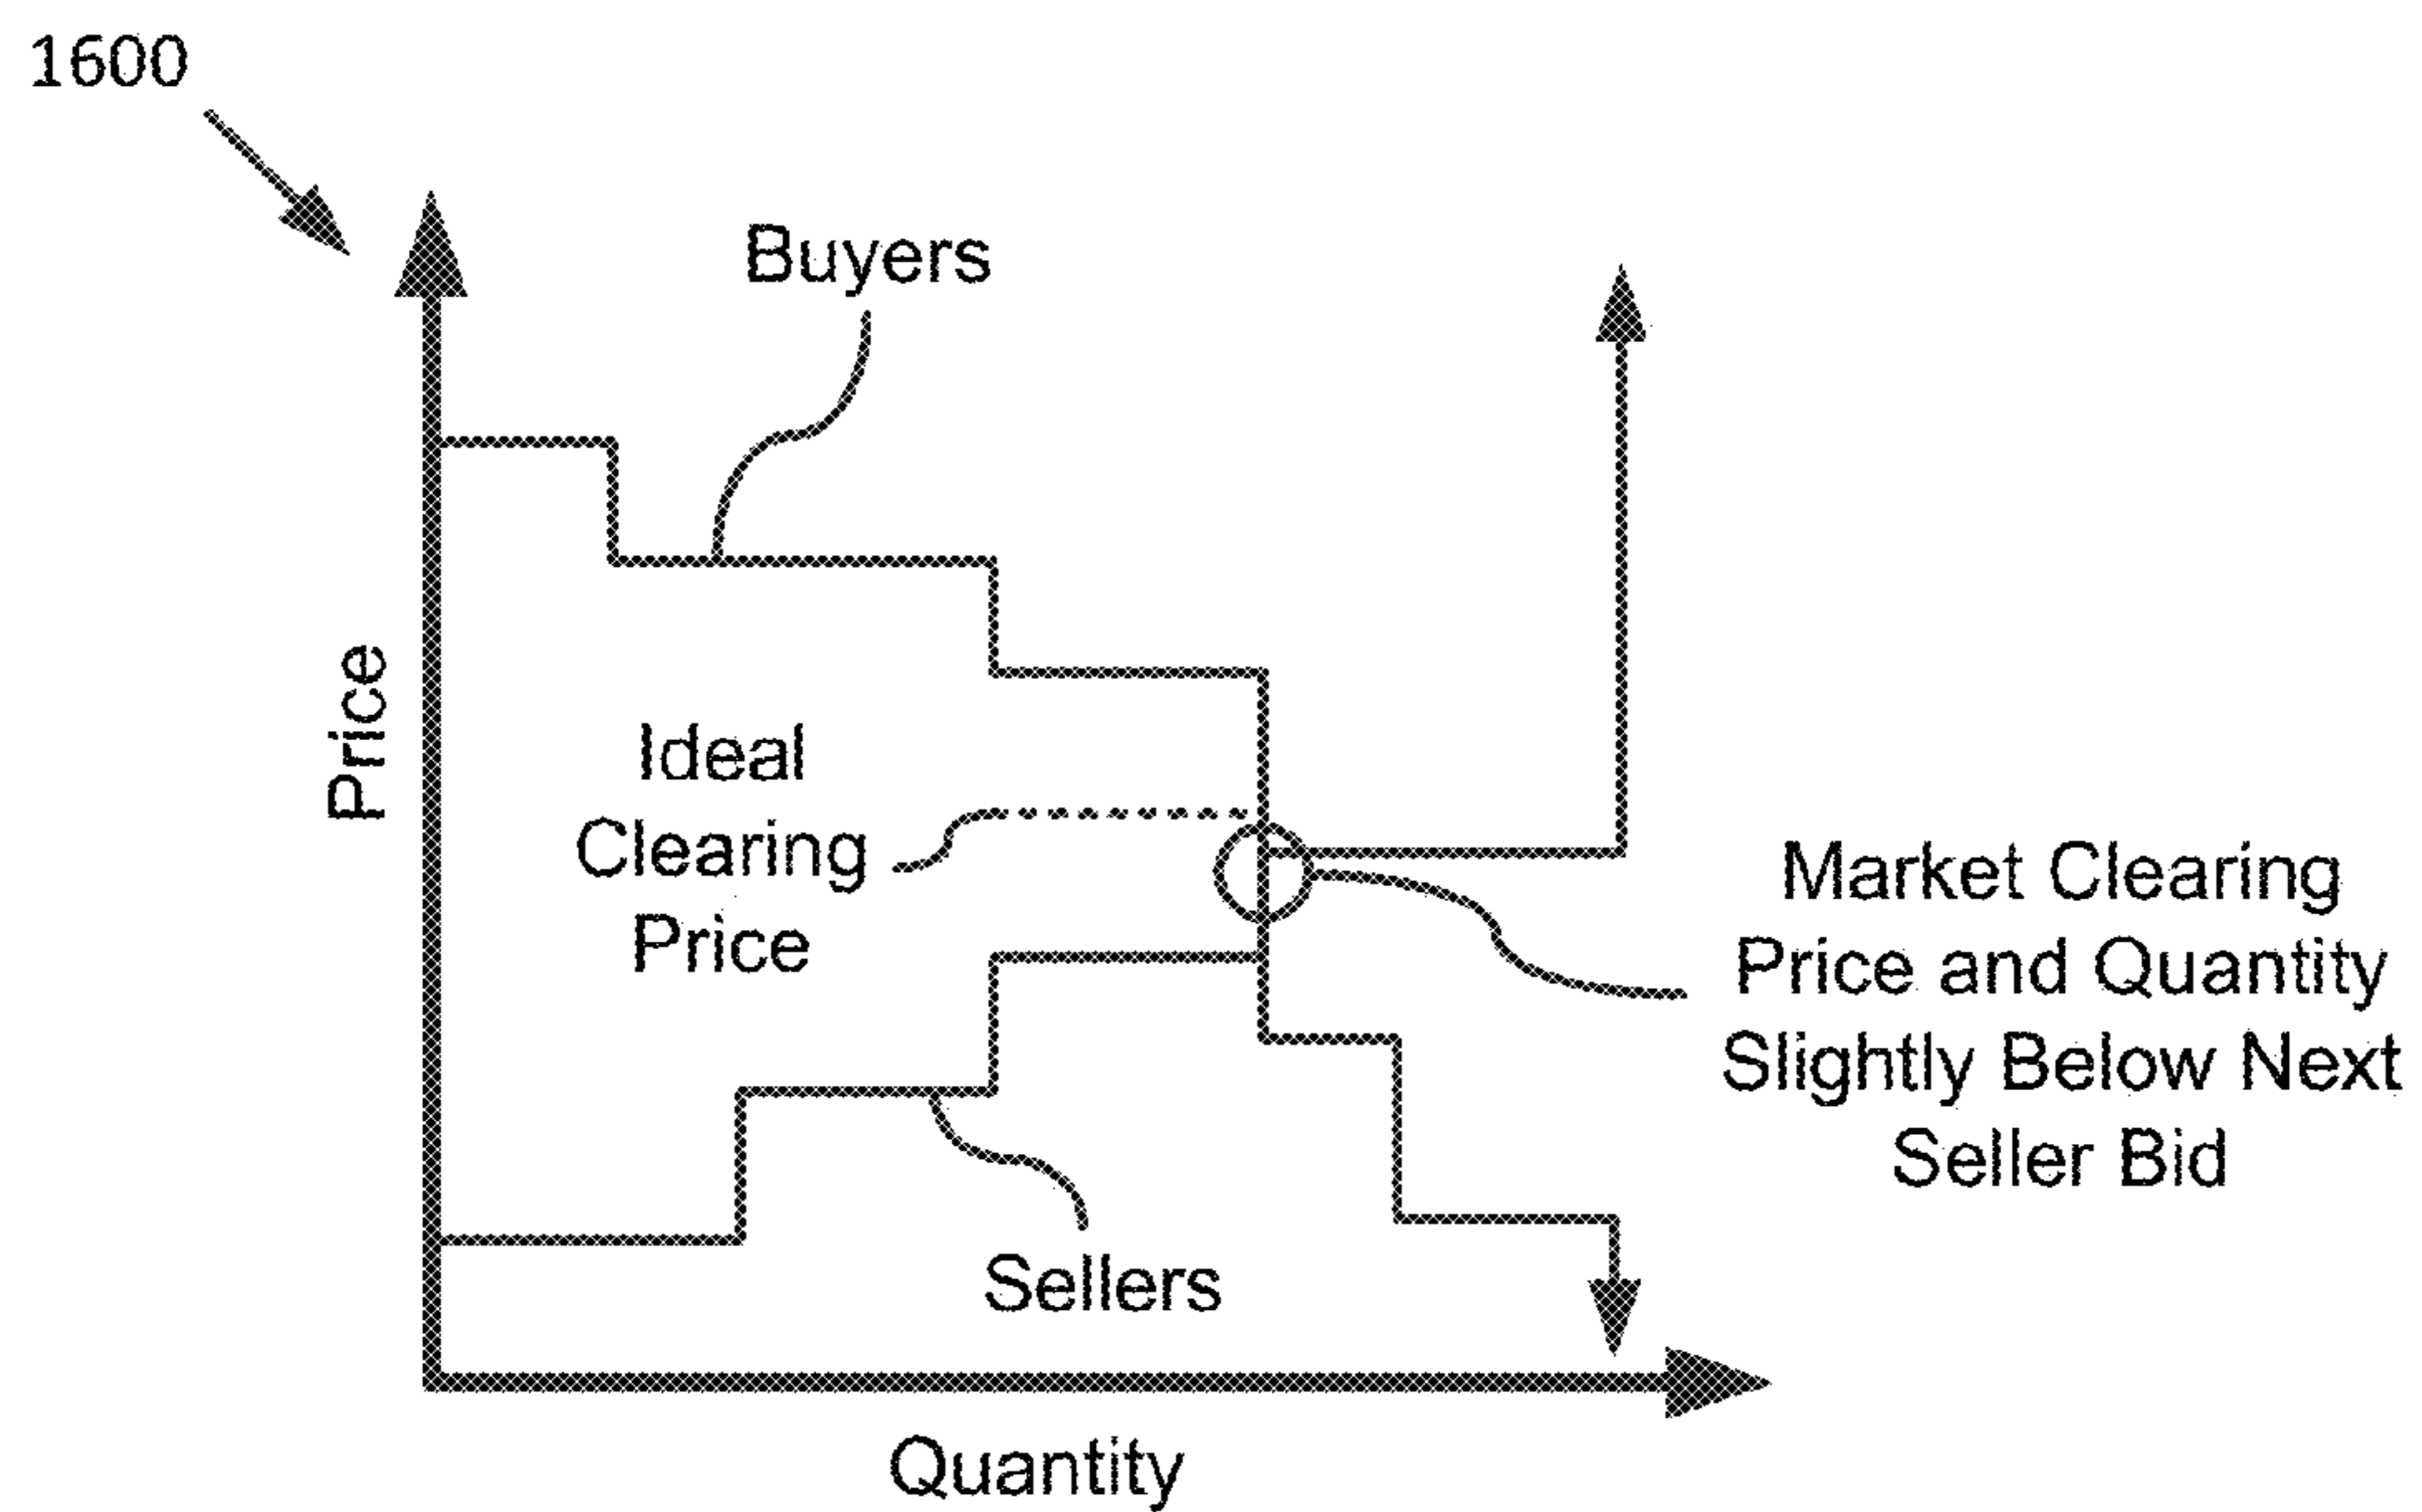 1600
Buyers
Price
Ideal
Clearing
Price
Market Clearing
Price and Quantity
Slightly Below Next
Seller Bid
Sellers
Quantity